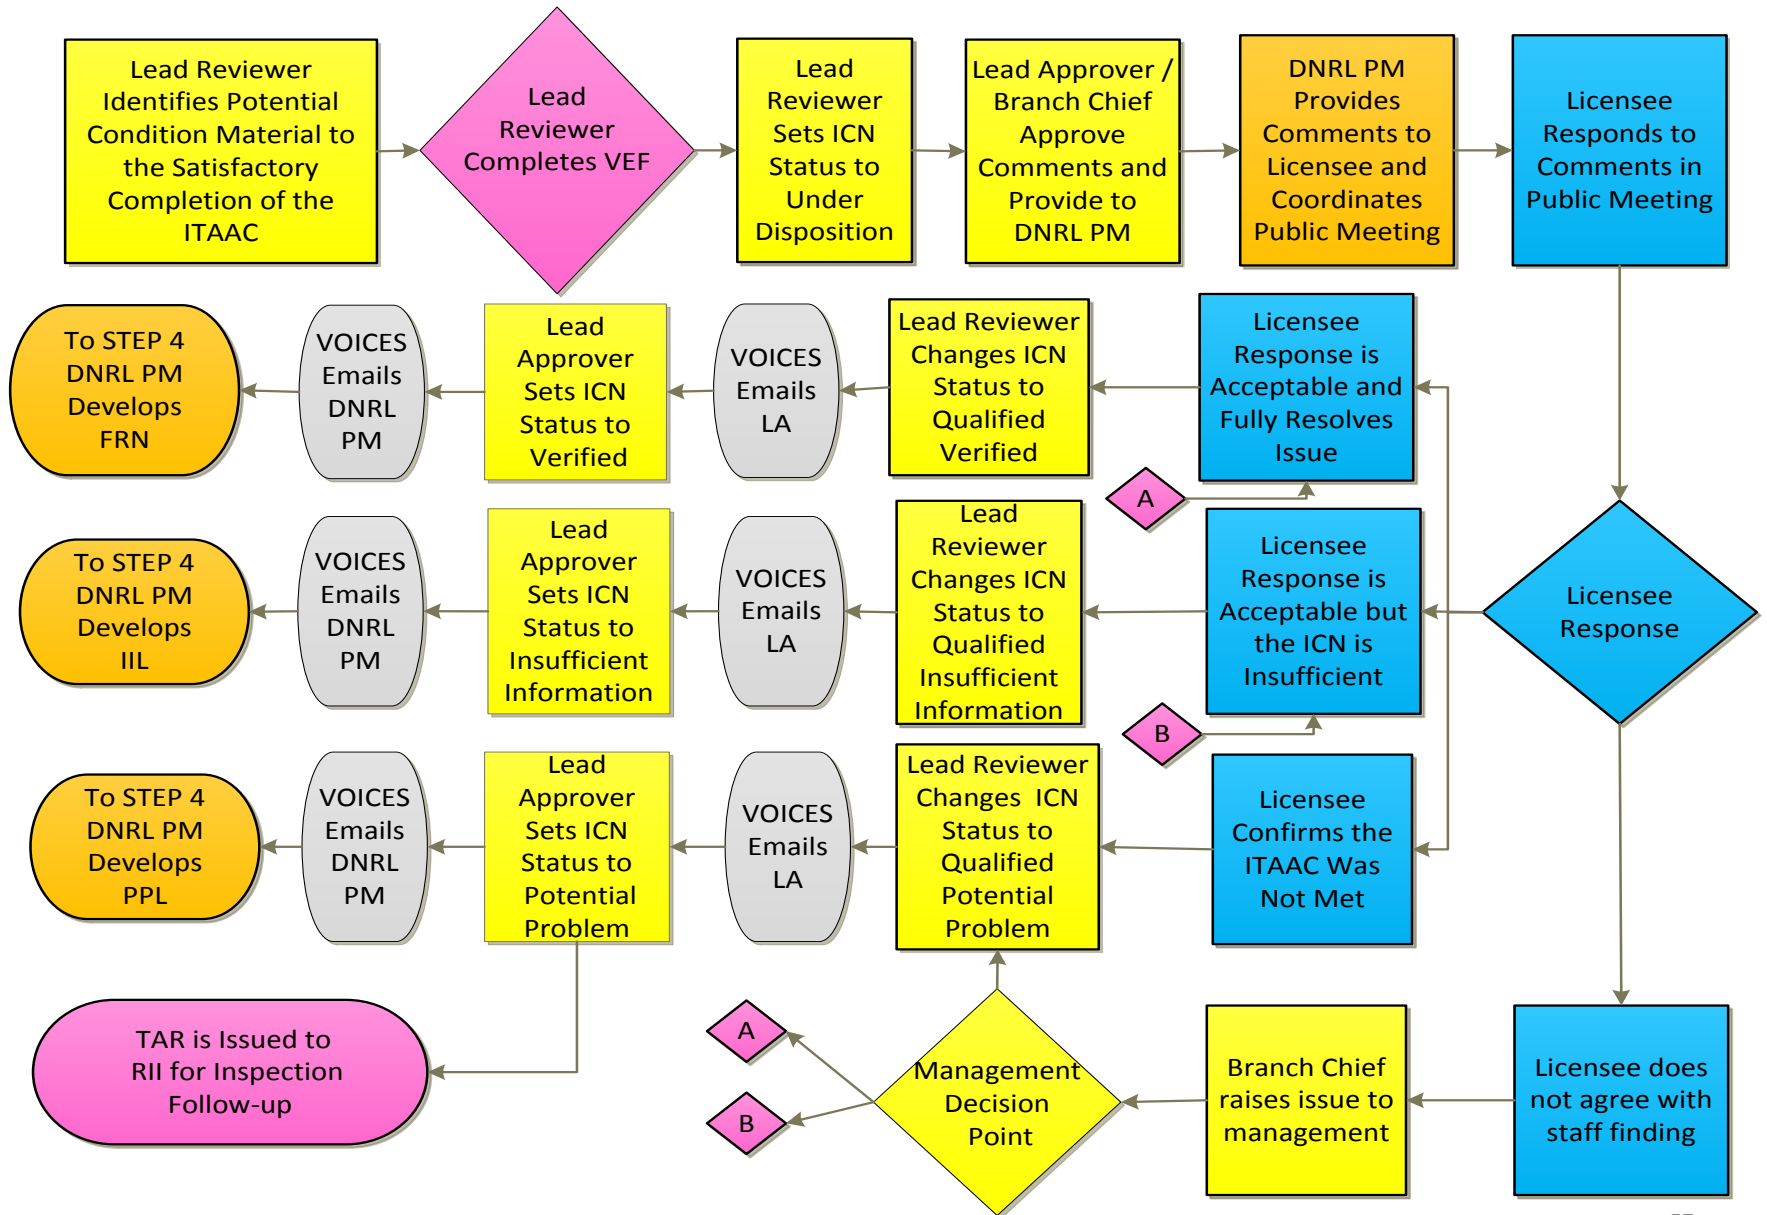 Lead Reviewer
Identifies Potential
Condition Material to
the Satisfactory
Completion of the
ITAAC
Lead
Reviewer
Completes VEF
Lead
Reviewer
Sets ICN
Status to
Under
Disposition
Lead Approver /
Branch Chief
Approve
Comments and
Provide to
DNRL PM
DNRL PM
Provides
Comments to
Licensee and
Coordinates
Public Meeting
Licensee
Responds to
Comments in
Public Meeting
To STEP 4
DNRL PM
Develops
FRN
VOICES
Emails
DNRL
PM
Lead
Approver
Sets ICN
Status to
Verified
VOICES
Emails
LA
Lead Reviewer
Changes ICN
Status to
Qualified
Verified
Licensee
Response is
Acceptable and
Fully Resolves
Issue
A
To STEP 4
DNRL PM
Develops
IIL
VOICES
Emails
DNRL
PM
Lead
Approver
Sets ICN
Status to
Insufficient
Information
VOICES
Emails
LA
Lead
Reviewer
Changes ICN
Status to
Qualified
Insufficient
Information
Licensee
Response is
Acceptable but
the ICN is
Insufficient
Licensee
Response
B
To STEP 4
DNRL PM
Develops
PPL
VOICES
Emails
DNRL
PM
Lead
Approver
Sets ICN
Status to
Potential
Problem
VOICES
Emails
LA
Lead Reviewer
Changes ICN
Status to
Qualified
Potential
Problem
Licensee
Confirms the
ITAAC Was
Not Met
TAR is Issued to
RII for Inspection
Follow-up
A
B
Management
Decision
Point
Branch Chief
raises issue to
management
Licensee does
not agree with
staff finding